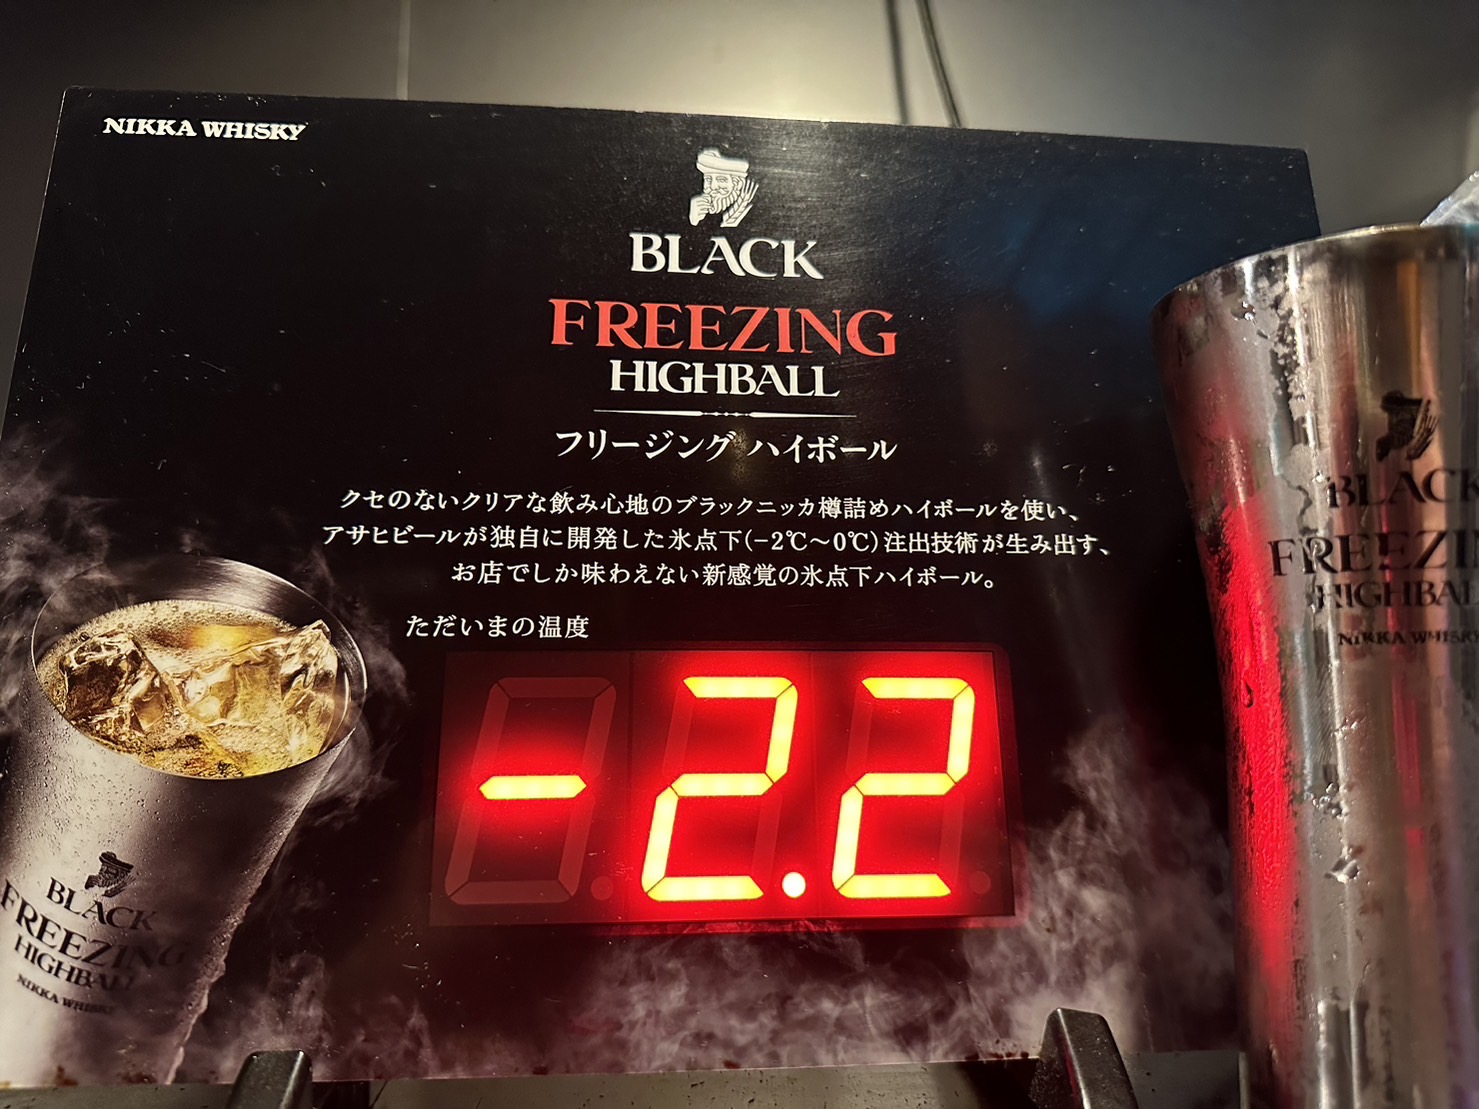 NIKKA WHISKY
BLACK
FREEZING
HIGHBALL
フリージング ハイボール
クセのないクリアな飲み心地のブラックニッカ樽詰めハイボールを使い、
アサヒビールが独自に開発した氷点下(−2℃〜0℃)注出技術が生み出す、
お店でしか味わえない新感覚の氷点下ハイボール。
ただいまの温度
-2.2
BLACK
FREEZING
HIGHBALL
NIKKA WHISKY
BLACK
FREEZIN
HIGHBAL
NIKKA WHISKY